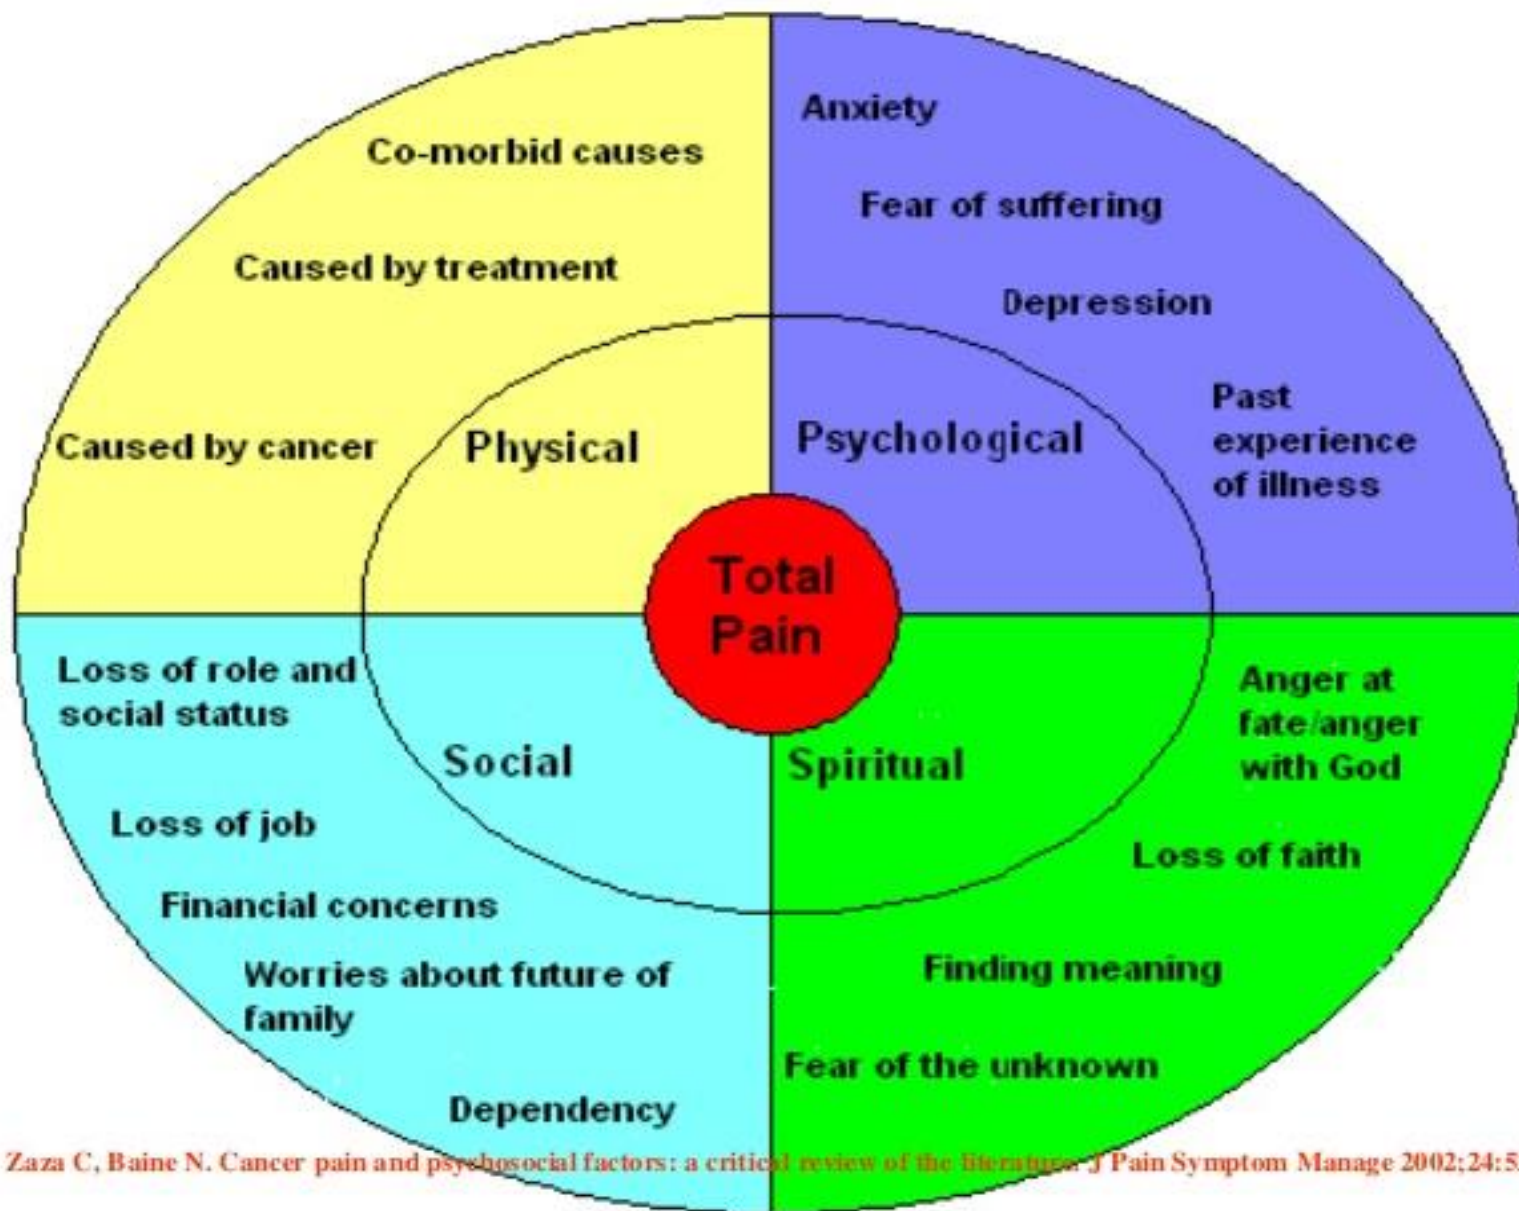 Co-morbid causes
Caused by treatment
Caused by cancer
Physical
Anxiety
Fear of suffering
Depression
Past
experience
of illness
Psychological
Total
Pain
Loss of role and
social status
Social
Loss of job
Financial concerns
Worries about future of
family
Dependency
Spiritual
Anger at
fate/anger
with God
Loss of faith
Finding meaning
Fear of the unknown
Zaza C, Baine N. Cancer pain and psychosocial factors: a critical review of the literature. J Pain Symptom Manage 2002;24:5